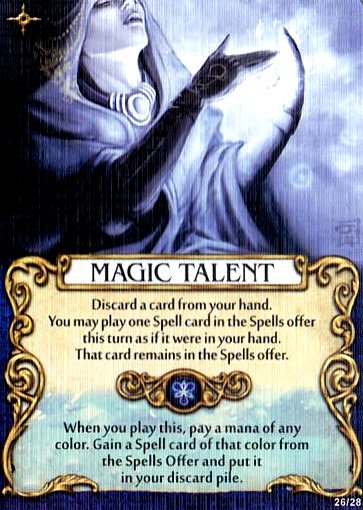 MAGIC TALENT
Discard a card from your hand.
You may play one Spell card in the Spells offer
this turn as if it were in your hand.
That card remains in the Spells offer.
When you play this, pay a mana of any
color. Gain a Spell card of that color from
the Spells Offer and put it
in your discard pile.
26/28